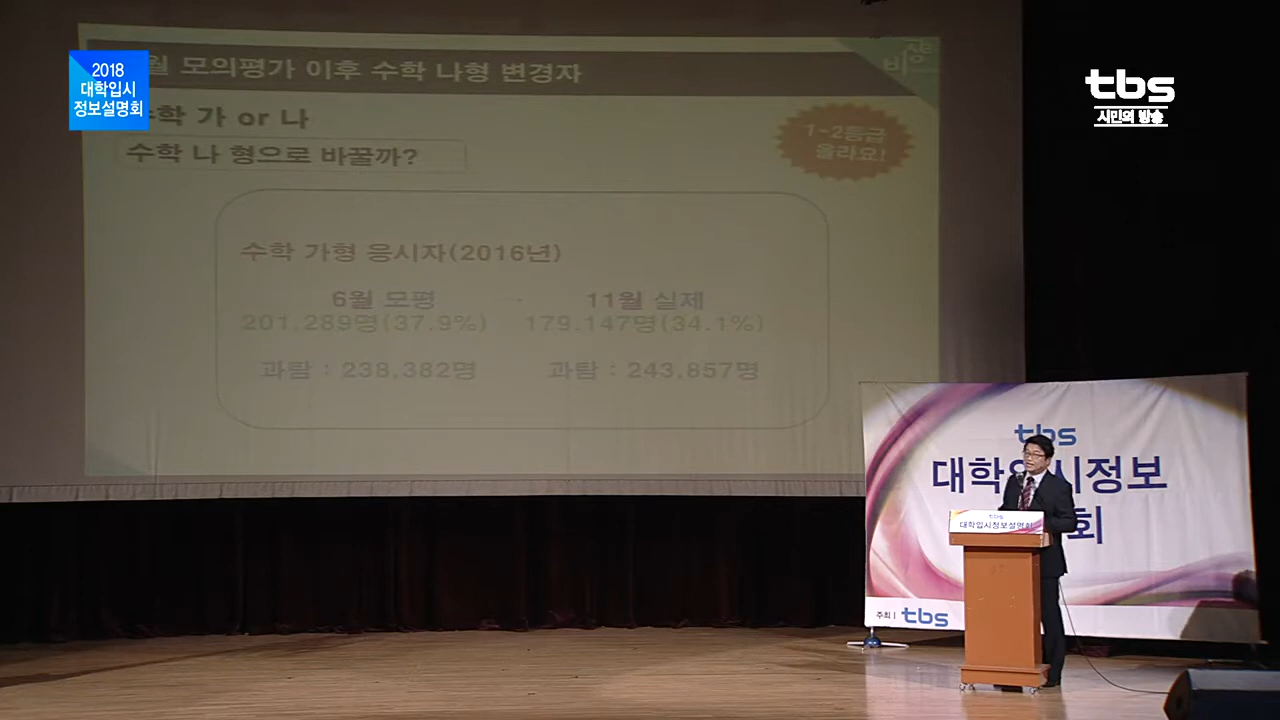 2018
대학입시
정보설명회
tbs
시민의 방송
월 모의평가 이후 수학 나형 변경자
비상
수학 가 or 나
수학 나 형으로 바꿀까?
1-2등급
올라요!
수학 가형 응시자(2016년)
6월 모평
11월 실제
201,289명(37.9%)
179,147명(34.1%)
과탐 : 238,382명
과탐 : 243,857명
tbs
대학입시정보
회
tbs
대학입시정보설명회
주최 | tbs